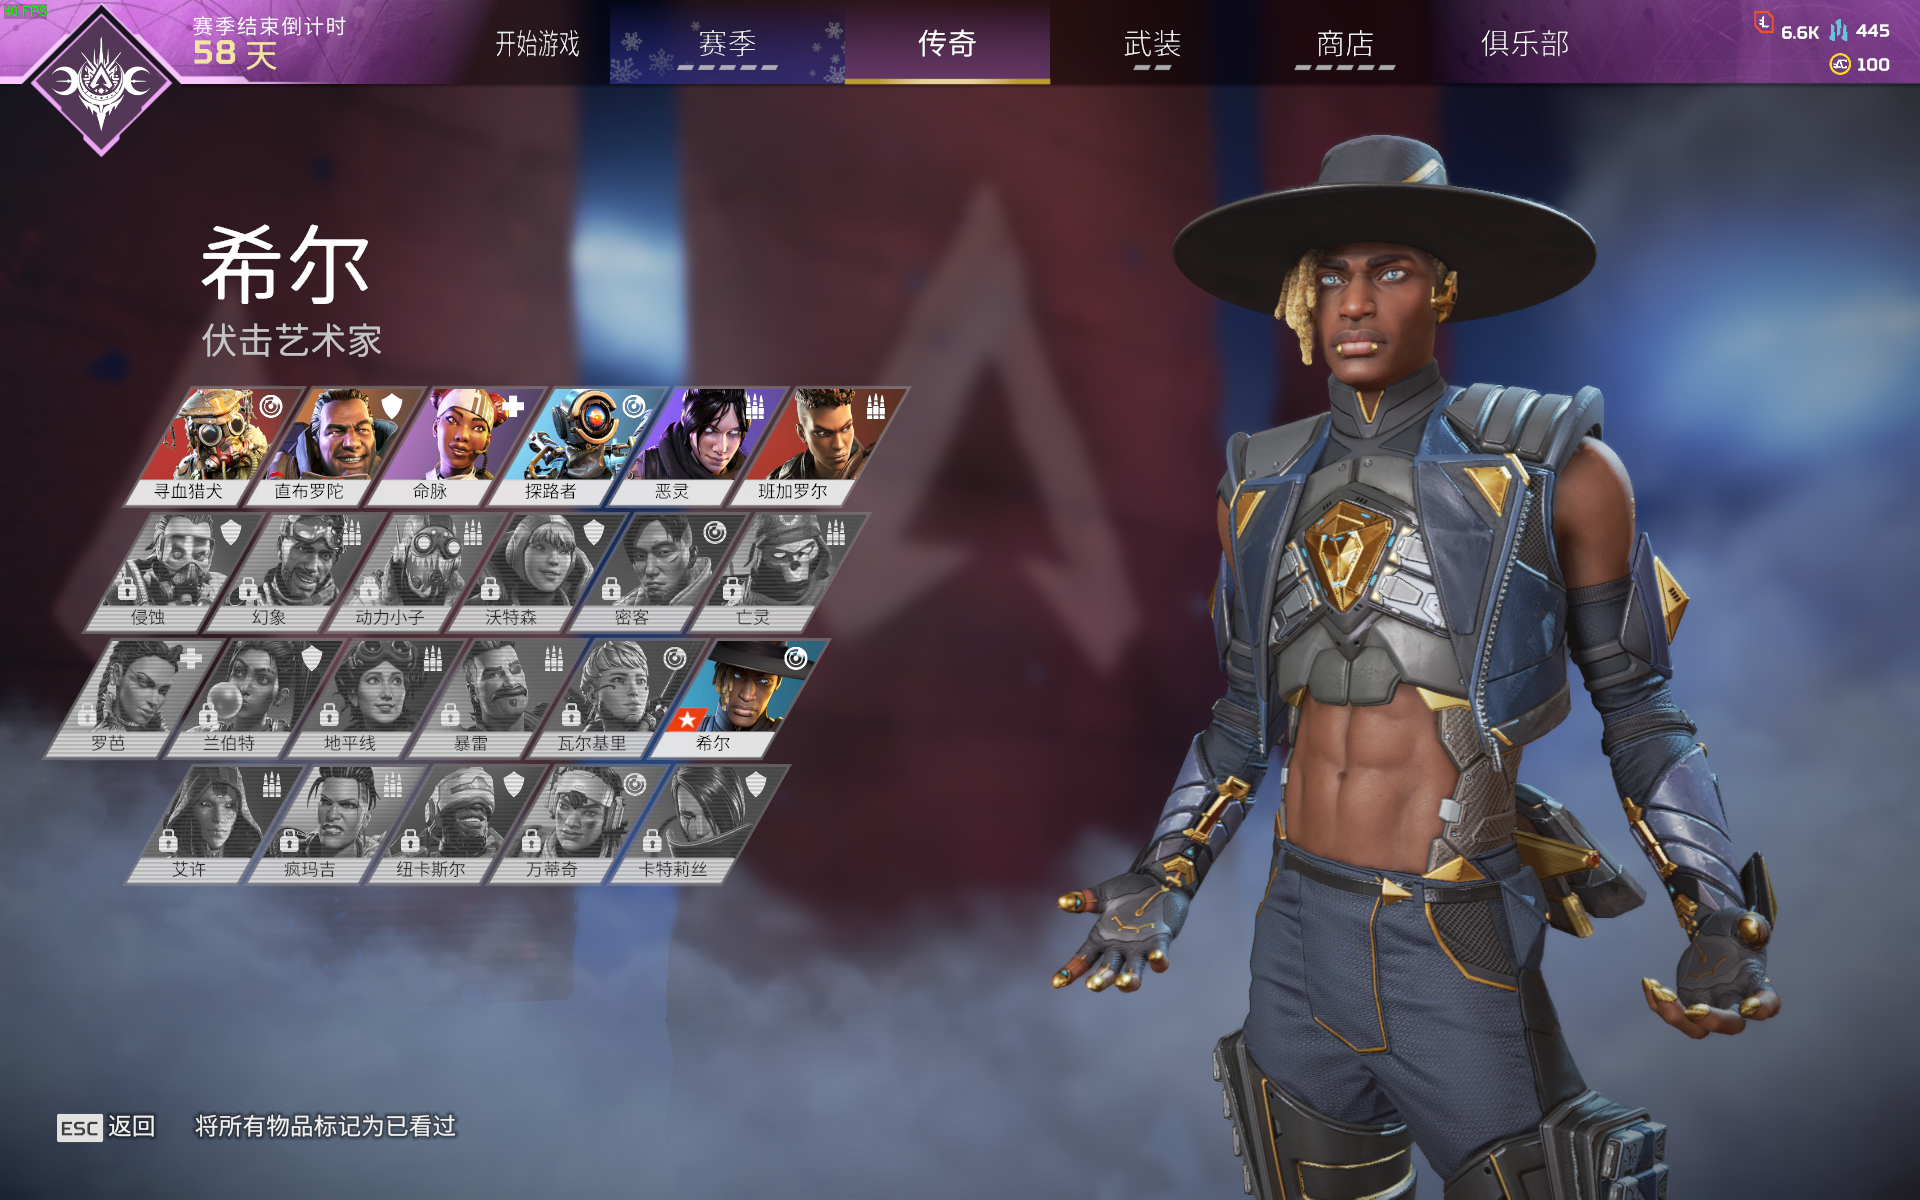 40 FPS
赛季结束倒计时
58 天
开始游戏
赛季
传奇
武装
商店
俱乐部
6.6K
445
100
希尔
伏击艺术家
寻血猎犬
直布罗陀
命脉
探路者
恶灵
班加罗尔
侵蚀
幻象
动力小子
沃特森
密客
亡灵
罗芭
兰伯特
地平线
暴雷
瓦尔基里
希尔
艾许
疯玛吉
纽卡斯尔
万蒂奇
卡特莉丝
ESC 返回
将所有物品标记为已看过